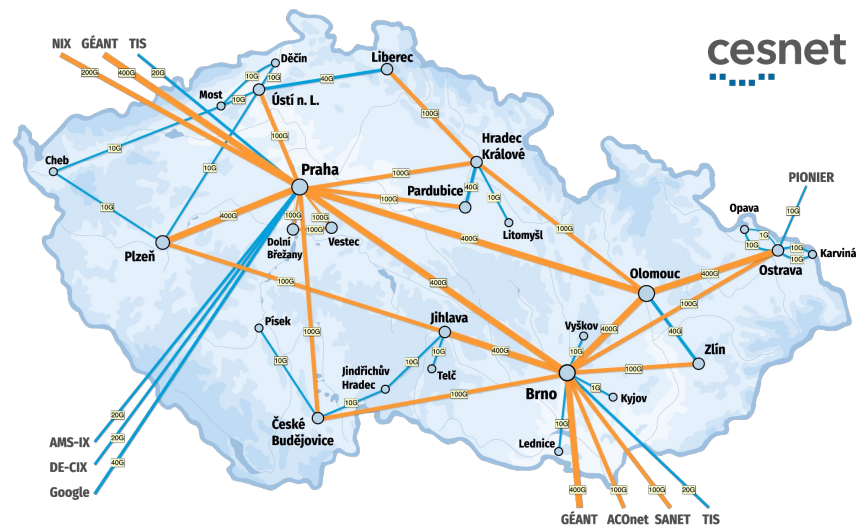 NIX GÉANT TIS
cesnet
200G
400G
20G
Děčín
Liberec
10G
10G
40G
Most
10G
Ústí n. L.
100G
100G
10G
Cheb
10G
10G
Hradec
Králové
Praha
100G
40G
Pardubice
100G
10G
Litomyšl
100G
PIONIER
10G
Opava
1G
10G
10G
10G
Karviná
Ostrava
400G
Plzeň
100G
100G
100G
Dolní
Břežany
Vestec
400G
400G
100G
Olomouc
400G
100G
400G
40G
Zlín
100G
Písek
10G
100G
Jihlava
400G
10G
Telč
10G
Jindřichův
Hradec
10G
České
Budějovice
100G
Vyškov
10G
Brno
1G
Kyjov
10G
Lednice
20G
AMS-IX
20G
DE-CIX
40G
Google
400G
100G
100G
20G
GÉANT ACOnet SANET TIS